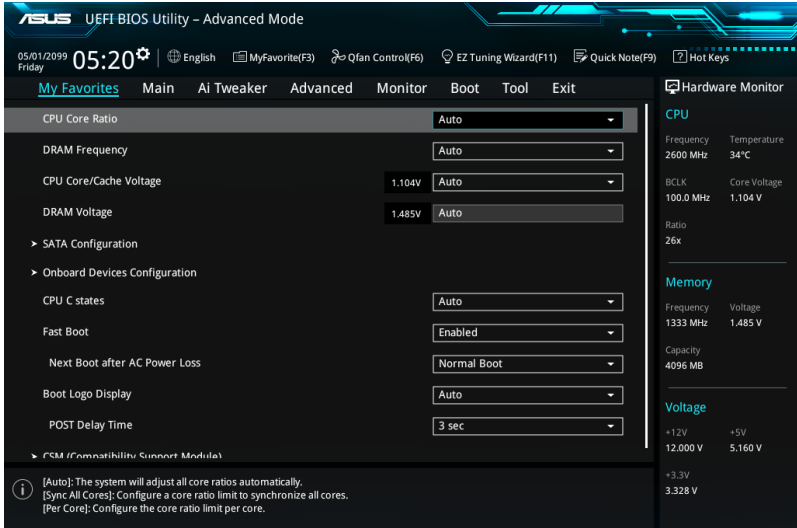 ASUS UEFI BIOS Utility – Advanced Mode
05/01/2099
Friday
05:20
English
MyFavorite(F3)
Qfan Control(F6)
EZ Tuning Wizard(F11)
Quick Note(F9)
? Hot Keys
My Favorites Main Ai Tweaker Advanced Monitor Boot Tool Exit
CPU Core Ratio Auto
DRAM Frequency Auto
CPU Core/Cache Voltage 1.104V Auto
DRAM Voltage 1.485V Auto
> SATA Configuration
> Onboard Devices Configuration
CPU C states Auto
Fast Boot Enabled
Next Boot after AC Power Loss Normal Boot
Boot Logo Display Auto
POST Delay Time 3 sec
> CSM (Compatibility Support Module)
[Auto]: The system will adjust all core ratios automatically.
[Sync All Cores]: Configure a core ratio limit to synchronize all cores.
[Per Core]: Configure the core ratio limit per core.
Hardware Monitor
CPU
Frequency Temperature
2600 MHz 34°C
BCLK Core Voltage
100.0 MHz 1.104 V
Ratio
26x
Memory
Frequency Voltage
1333 MHz 1.485 V
Capacity
4096 MB
Voltage
+12V +5V
12.000 V 5.160 V
+3.3V
3.328 V